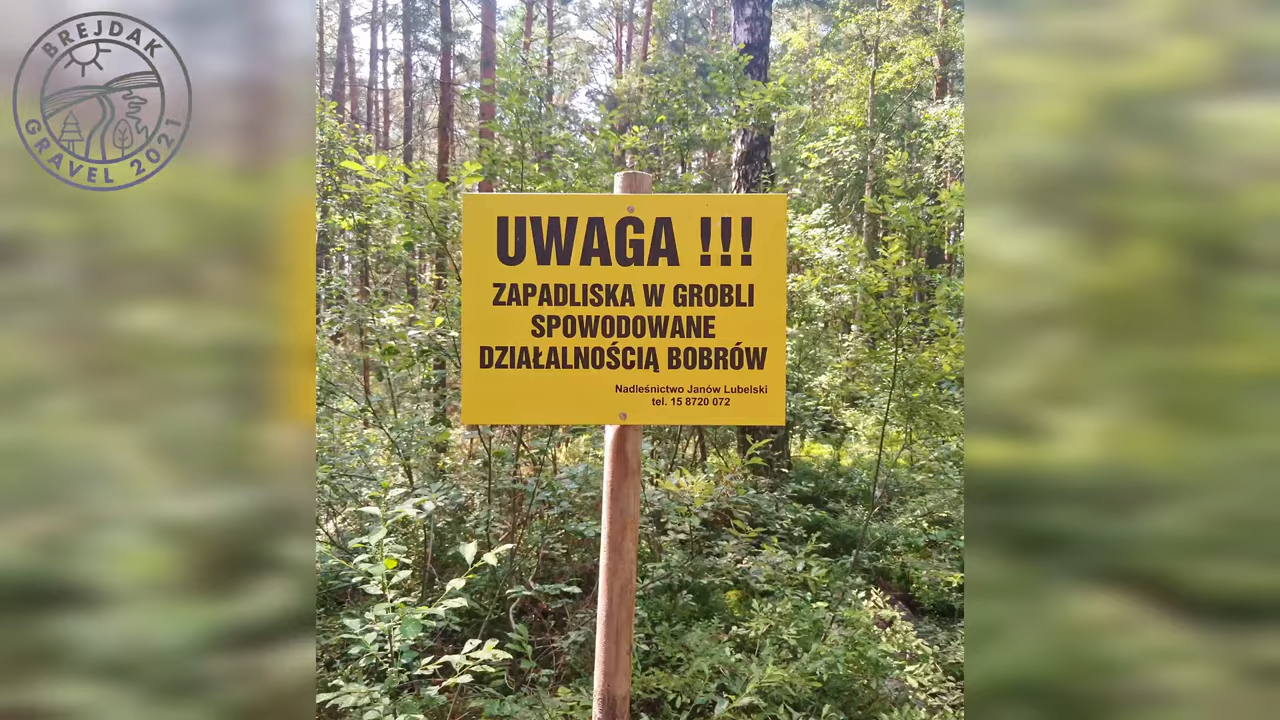 BREJDAK
GRAVEL 2021
UWAGA !!!
ZAPADLISKA W GROBLI
SPOWODOWANE
DZIAŁALNOŚCIĄ BOBRÓW
Nadleśnictwo Janów Lubelski
tel. 15 8720 072